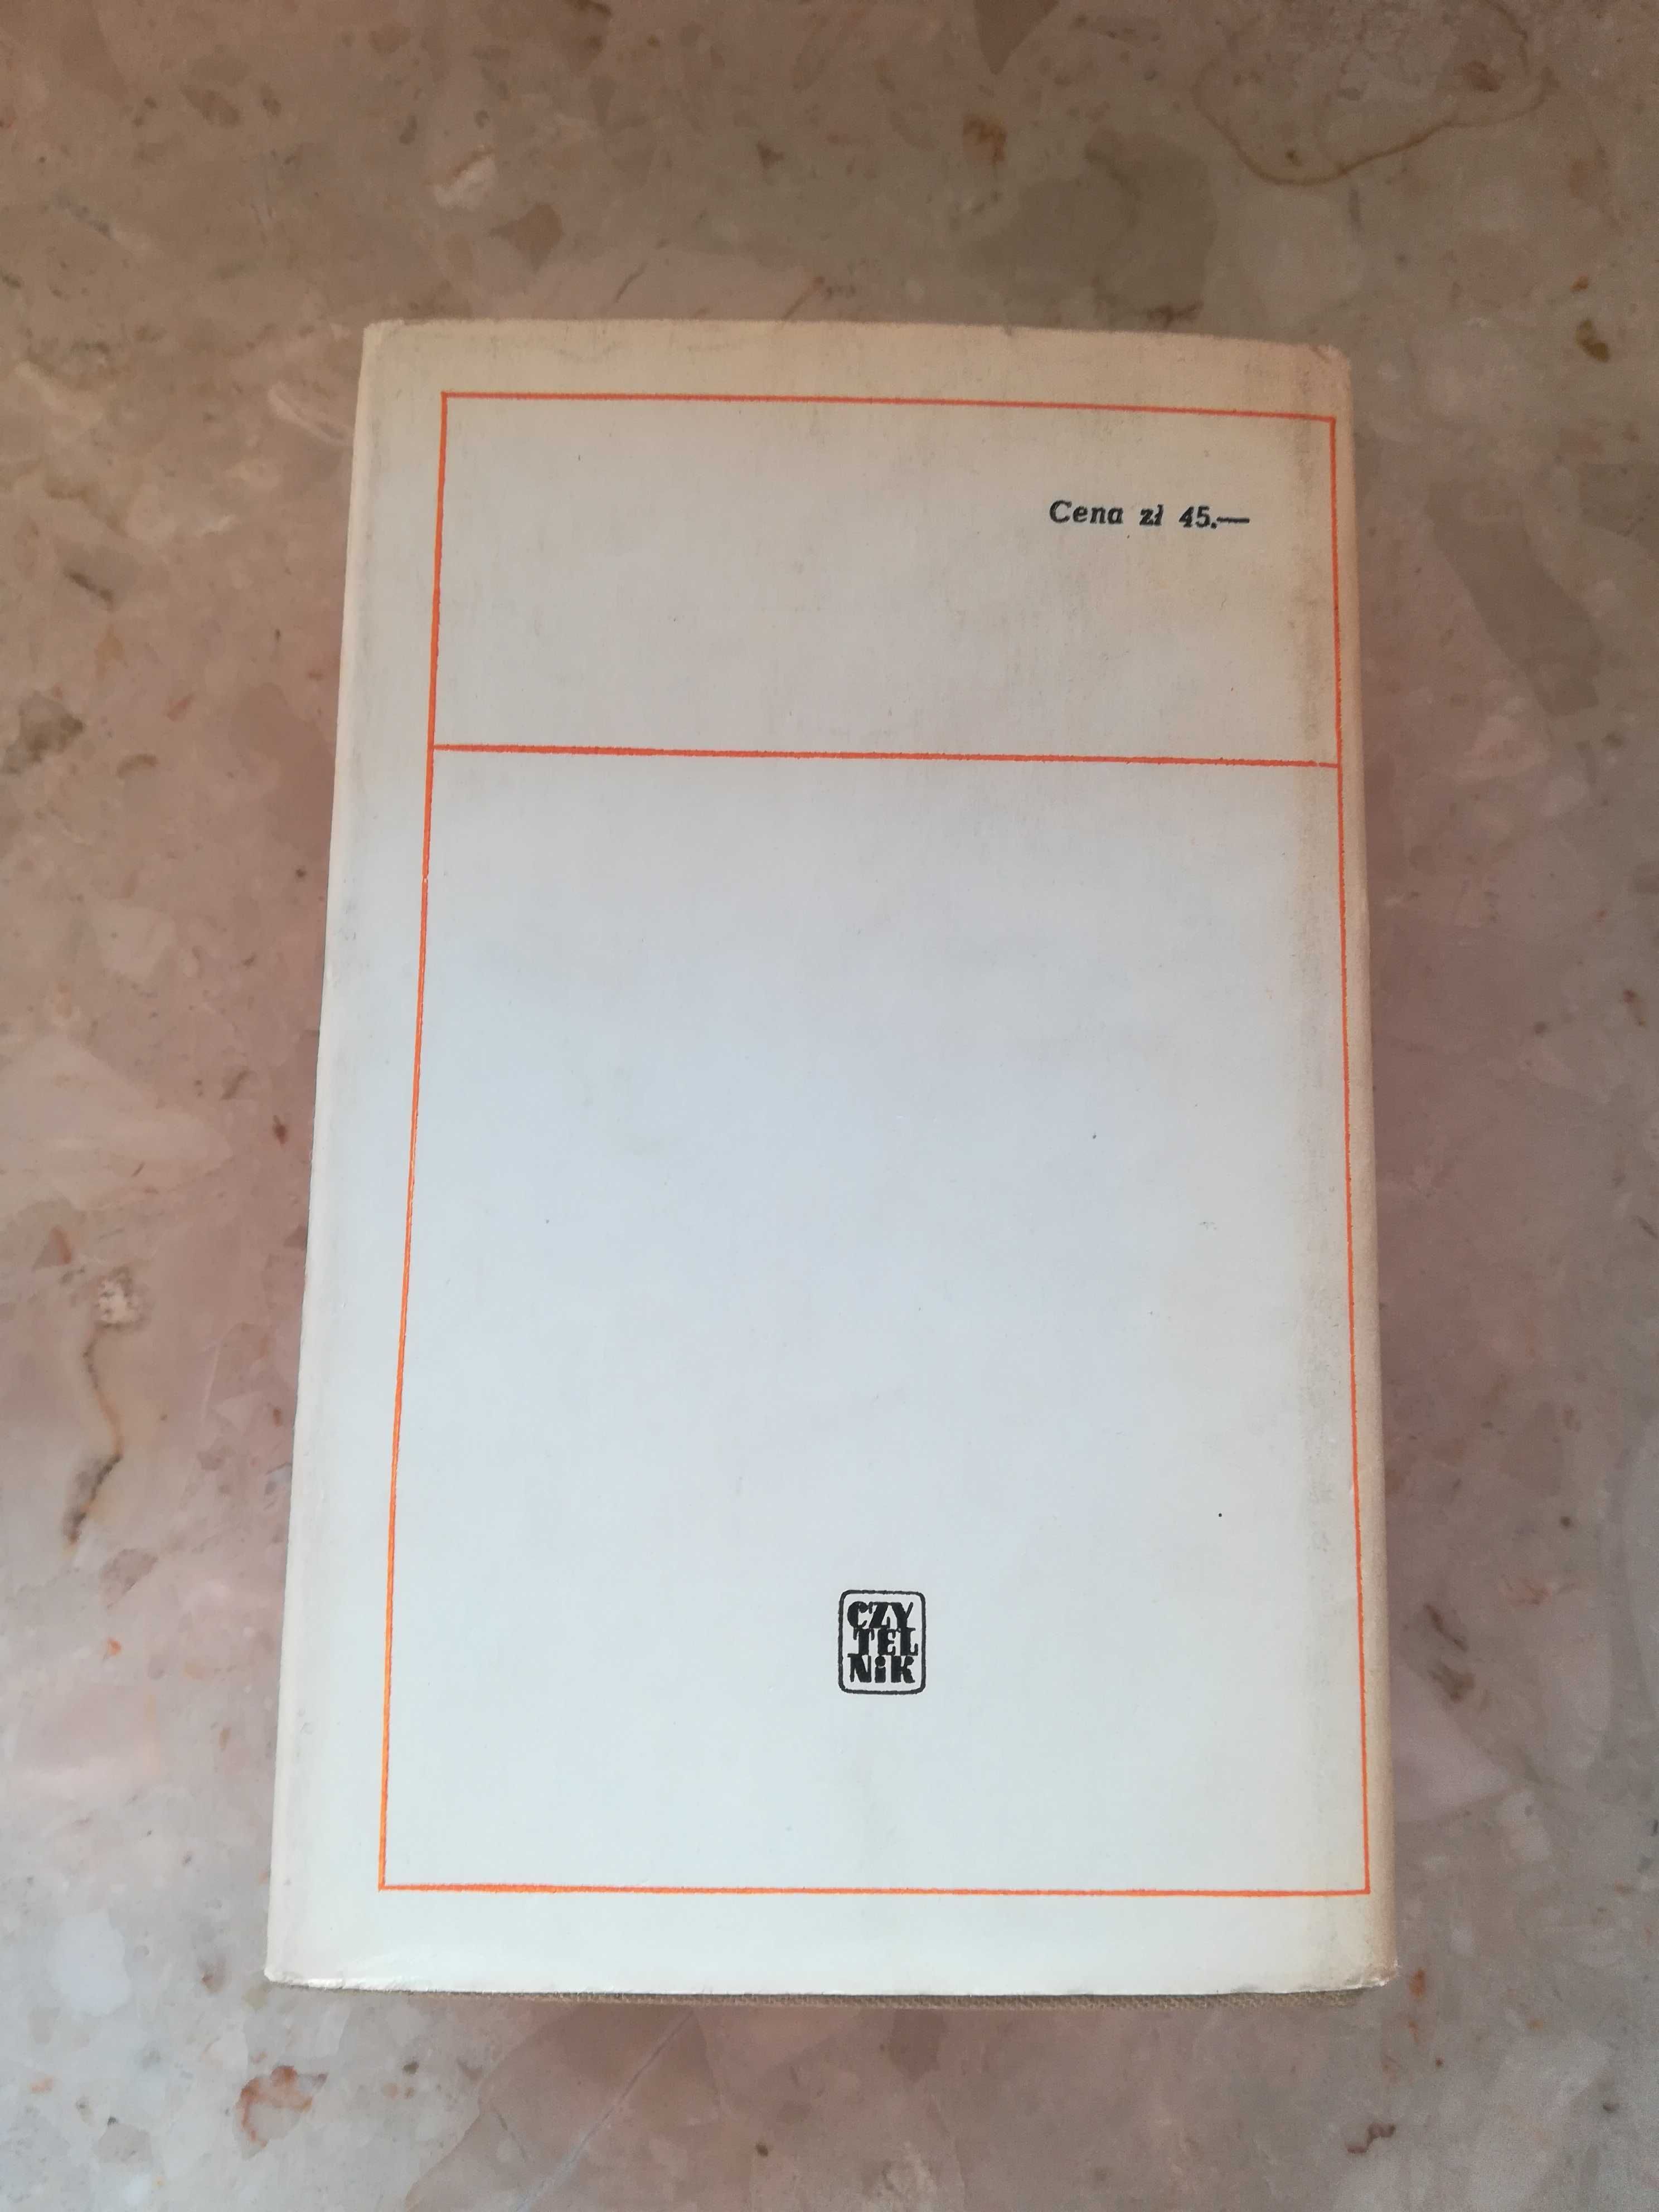 Cena zł 45.—
CZY
TEL
NiK